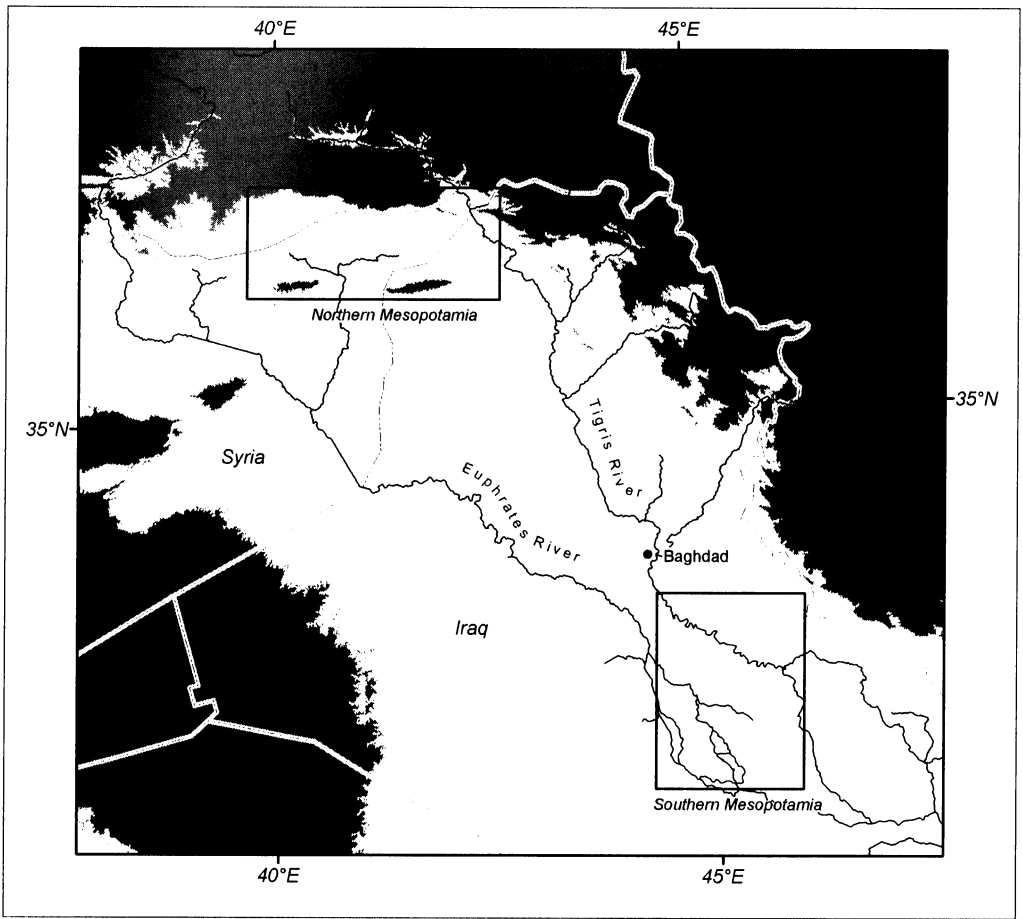 40°E 45°E
Northern Mesopotamia
35°N
35°N
Syria
Tigris River
Euphrates River
Baghdad
Iraq
Southern Mesopotamia
40°E 45°E